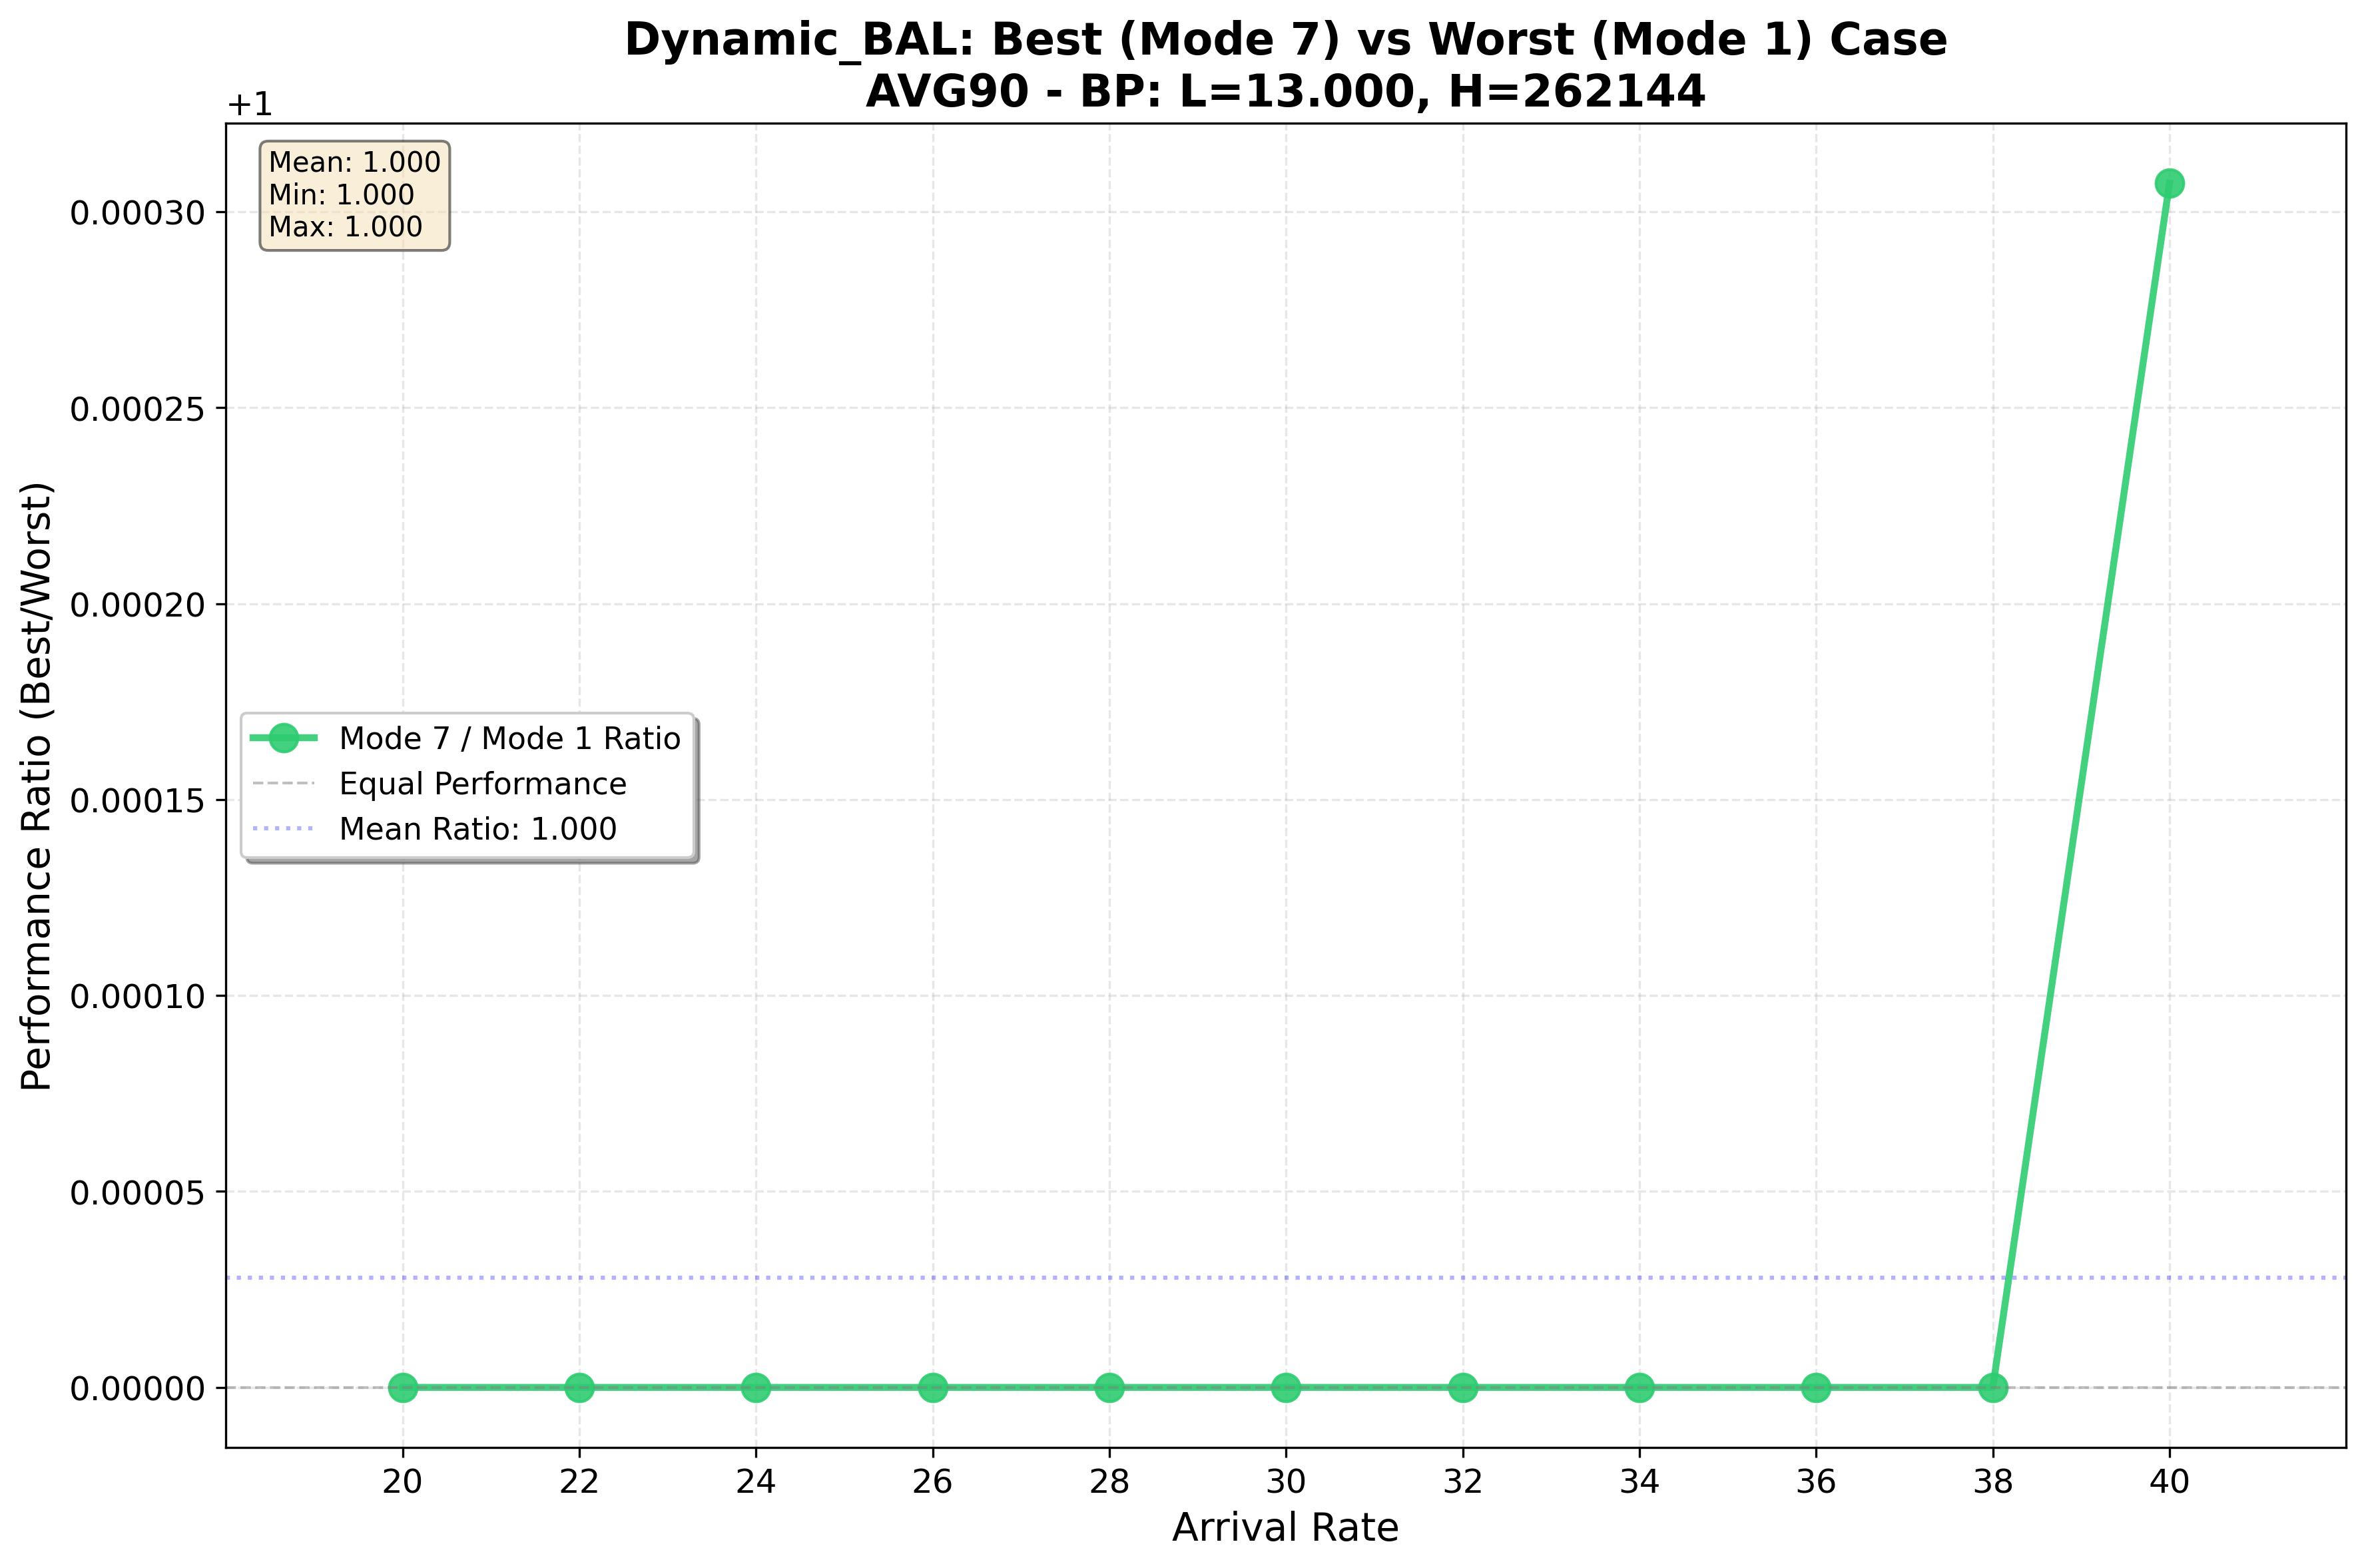 Dynamic_BAL: Best (Mode 7) vs Worst (Mode 1) Case
AVG90 - BP: L=13.000, H=262144
+1
Mean: 1.000
Min: 1.000
Max: 1.000
0.00030
0.00025
0.00020
0.00015
0.00010
0.00005
0.00000
Performance Ratio (Best/Worst)
Mode 7 / Mode 1 Ratio
Equal Performance
Mean Ratio: 1.000
20 22 24 26 28 30 32 34 36 38 40
Arrival Rate